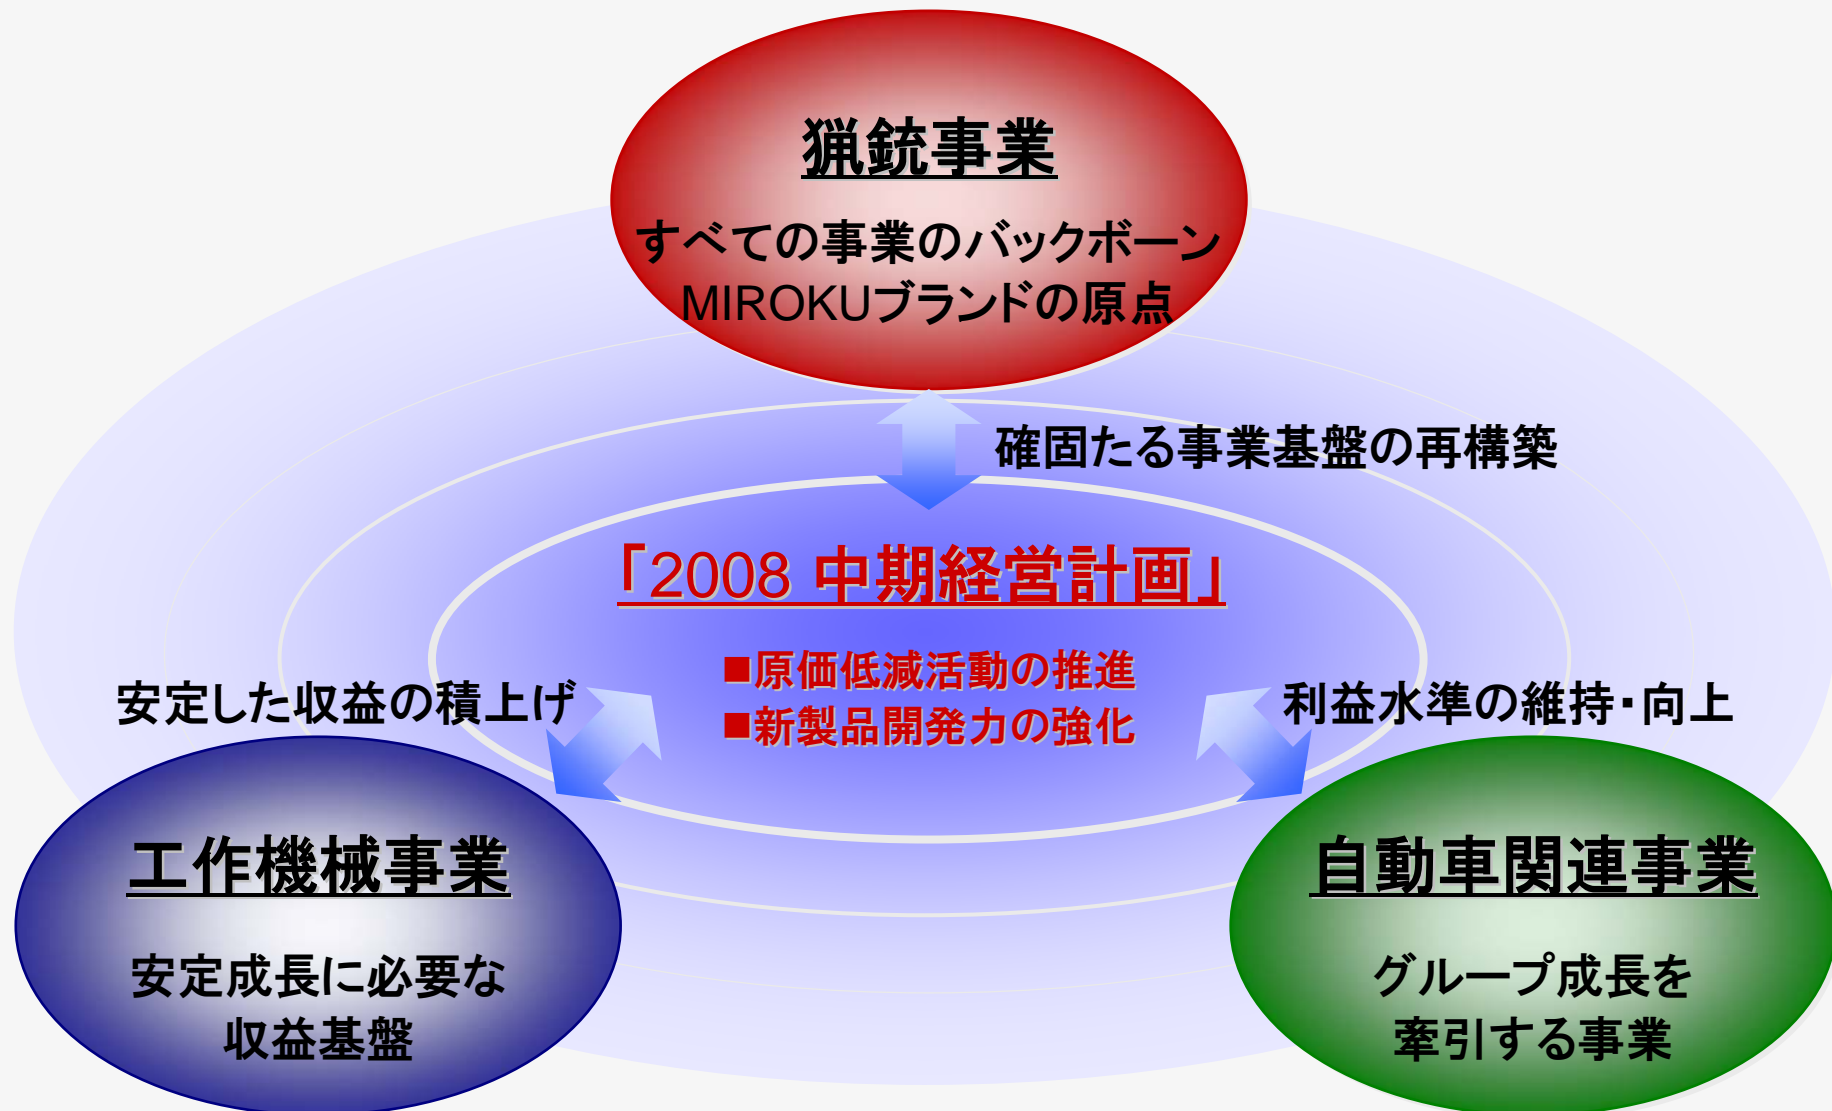 猟銃事業
すべての事業のバックボーン
MIROKUブランドの原点
確固たる事業基盤の再構築
「2008 中期経営計画」
■原価低減活動の推進
■新製品開発力の強化
安定した収益の積上げ
利益水準の維持・向上
工作機械事業
安定成長に必要な
収益基盤
自動車関連事業
グループ成長を
牽引する事業